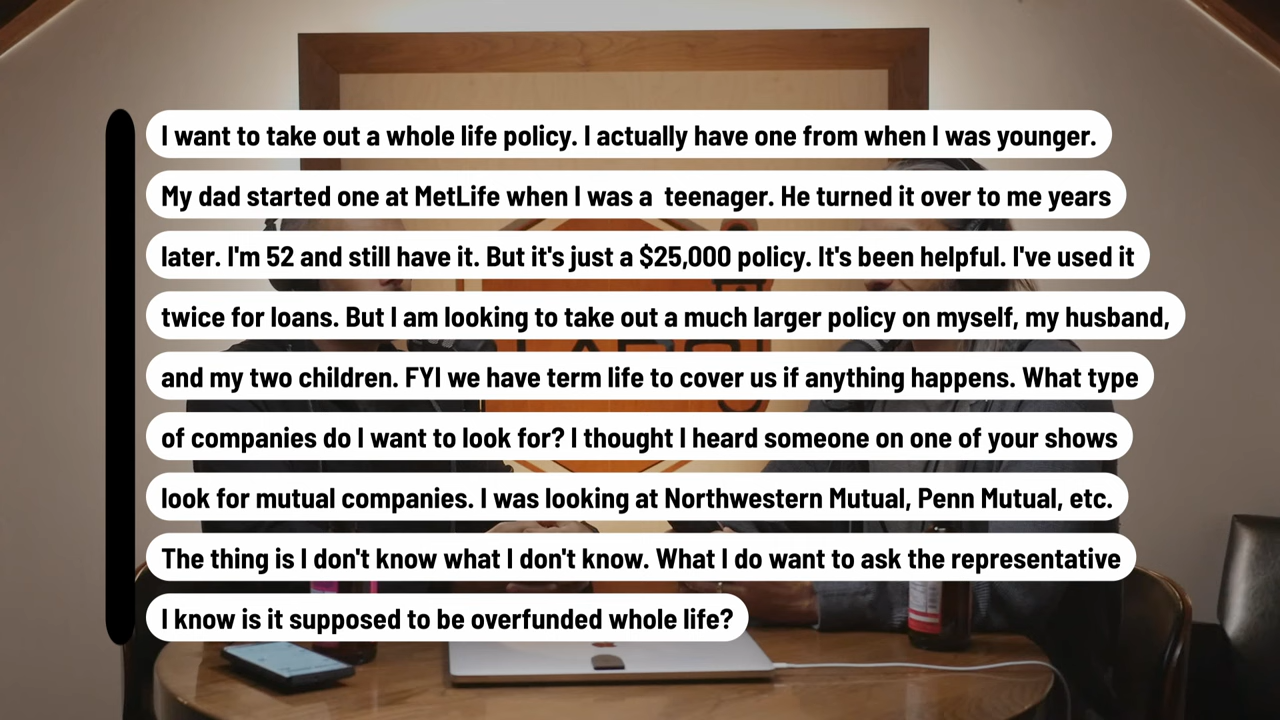 I want to take out a whole life policy. I actually have one from when I was younger.
My dad started one at MetLife when I was a  teenager. He turned it over to me years
later. I'm 52 and still have it. But it's just a $25,000 policy. It's been helpful. I've used it
twice for loans. But I am looking to take out a much larger policy on myself, my husband,
and my two children. FYI we have term life to cover us if anything happens. What type
of companies do I want to look for? I thought I heard someone on one of your shows
look for mutual companies. I was looking at Northwestern Mutual, Penn Mutual, etc.
The thing is I don't know what I don't know. What I do want to ask the representative
I know is it supposed to be overfunded whole life?